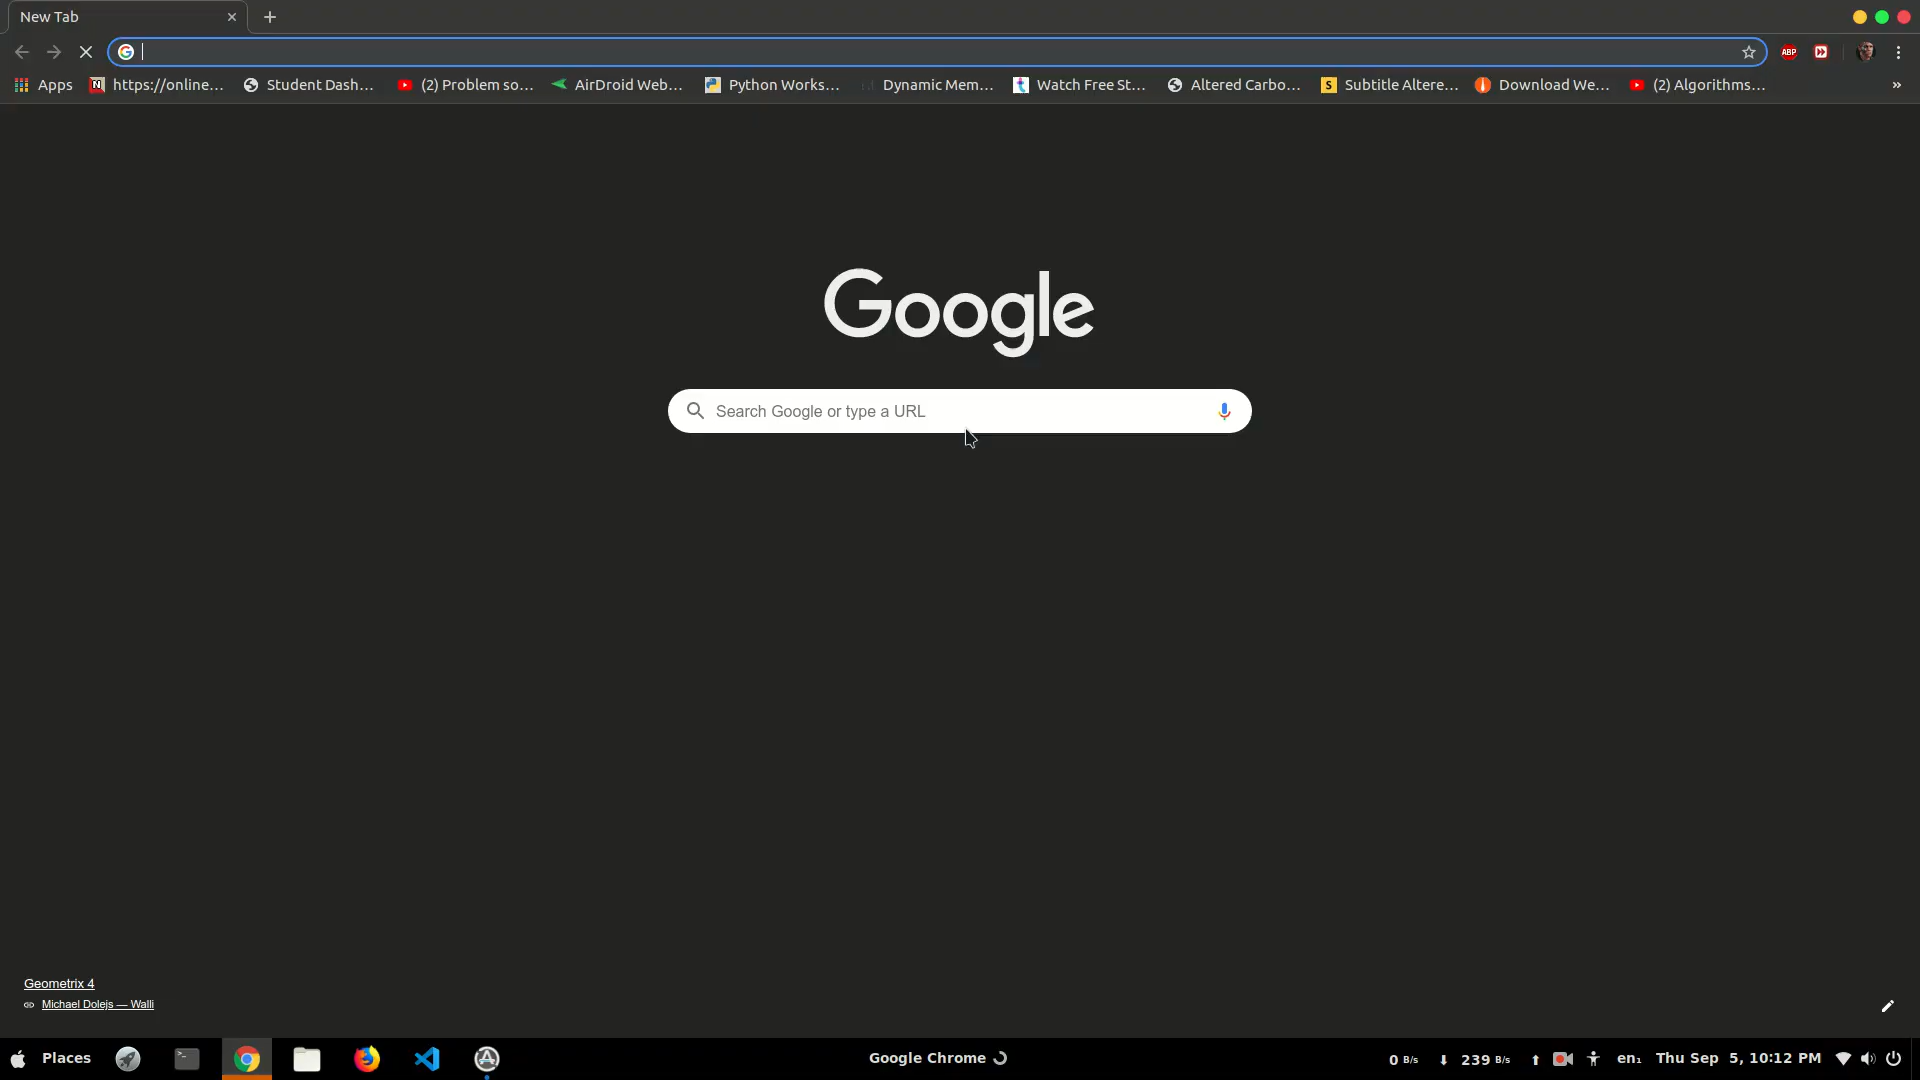 New Tab
Apps https://online... Student Dash... (2) Problem so... AirDroid Web... Python Works... Dynamic Mem... Watch Free St... Altered Carbo... S Subtitle Altere... Download We... (2) Algorithms... »
ABP
Google
Search Google or type a URL
Geometrix 4
Michael Dolejs — Walli
Places Google Chrome 0 B/s 239 B/s en₁ Thu Sep 5, 10:12 PM